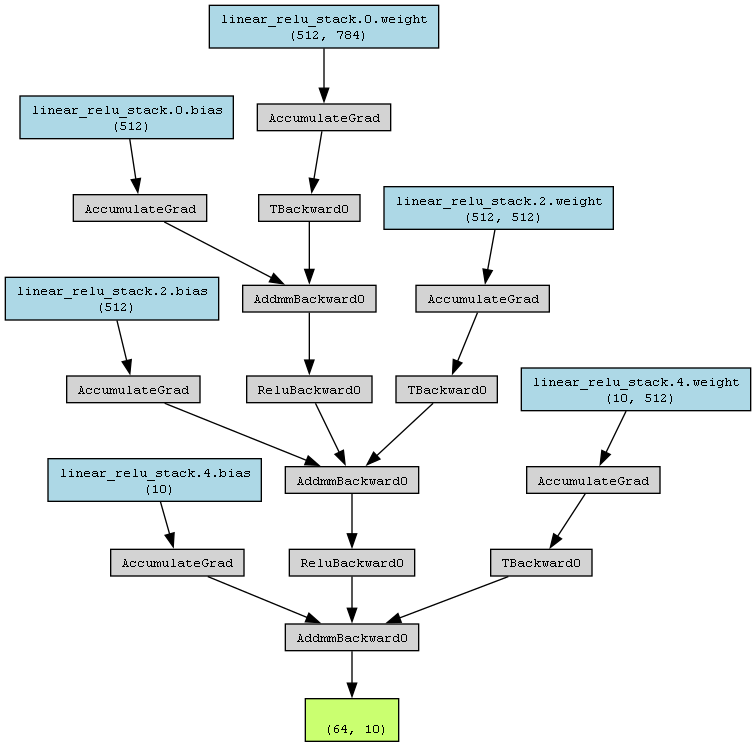 linear_relu_stack.0.weight
(512, 784)
linear_relu_stack.0.bias
(512)
AccumulateGrad
AccumulateGrad
TBackward0
linear_relu_stack.2.weight
(512, 512)
linear_relu_stack.2.bias
(512)
AddmmBackward0
AccumulateGrad
AccumulateGrad
ReluBackward0
TBackward0
linear_relu_stack.4.weight
(10, 512)
linear_relu_stack.4.bias
(10)
AddmmBackward0
AccumulateGrad
AccumulateGrad
ReluBackward0
TBackward0
AddmmBackward0
(64, 10)